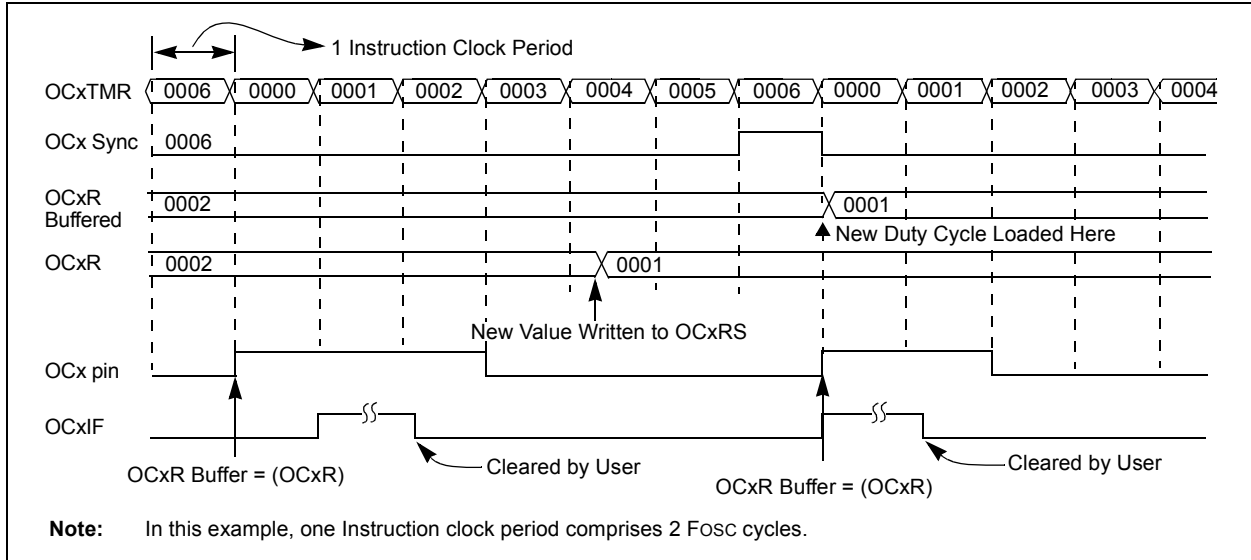 1 Instruction Clock Period
OCxTMR 0006 0000 0001 0002 0003 0004 0005 0006 0000 0001 0002 0003 0004
OCx Sync 0006
OCxR
Buffered 0002 0001
New Duty Cycle Loaded Here
OCxR 0002 0001
New Value Written to OCxRS
OCx pin
OCxIF
Cleared by User Cleared by User
OCxR Buffer = (OCxR) OCxR Buffer = (OCxR)
Note: In this example, one Instruction clock period comprises 2 FOSC cycles.